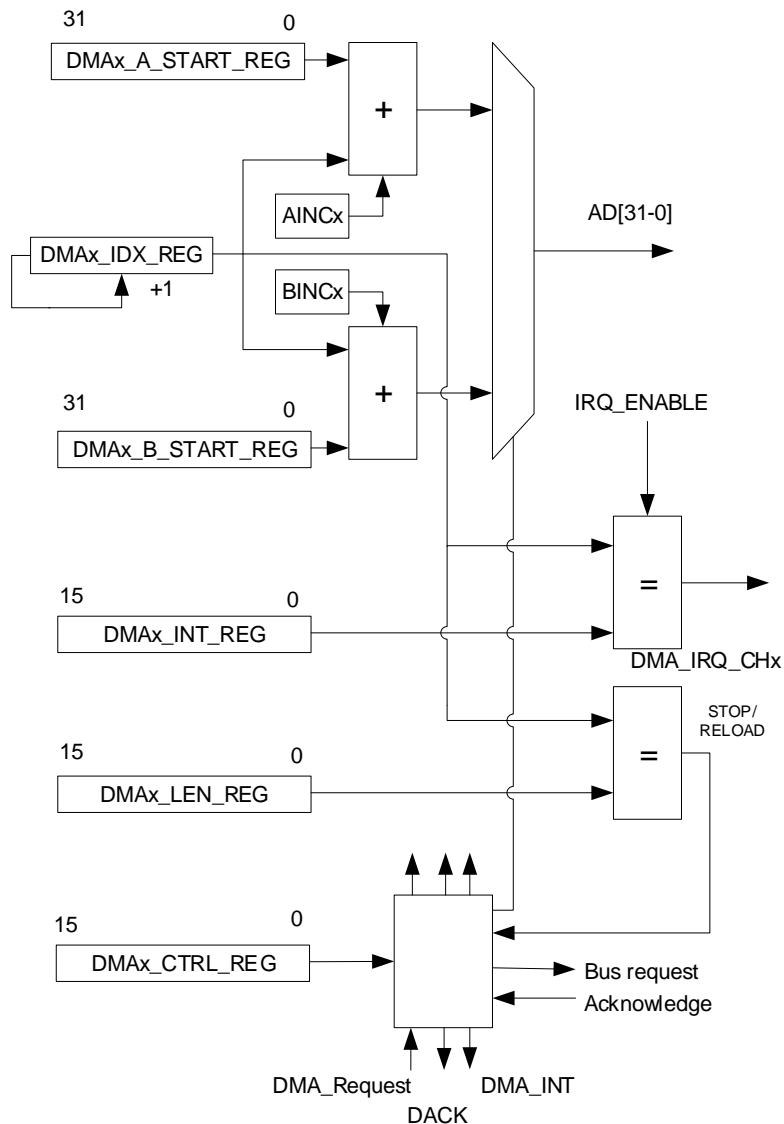 31 0
DMAx_A_START_REG
+
AINCx
AD[31-0]
DMAx_IDX_REG
+1
BINCx
+
31 0
DMAx_B_START_REG
IRQ_ENABLE
15 0
DMAx_INT_REG
=
DMA_IRQ_CHx
15 0
DMAx_LEN_REG
=
STOP/
RELOAD
15 0
DMAx_CTRL_REG
Bus request
Acknowledge
DMA_Request
DACK
DMA_INT